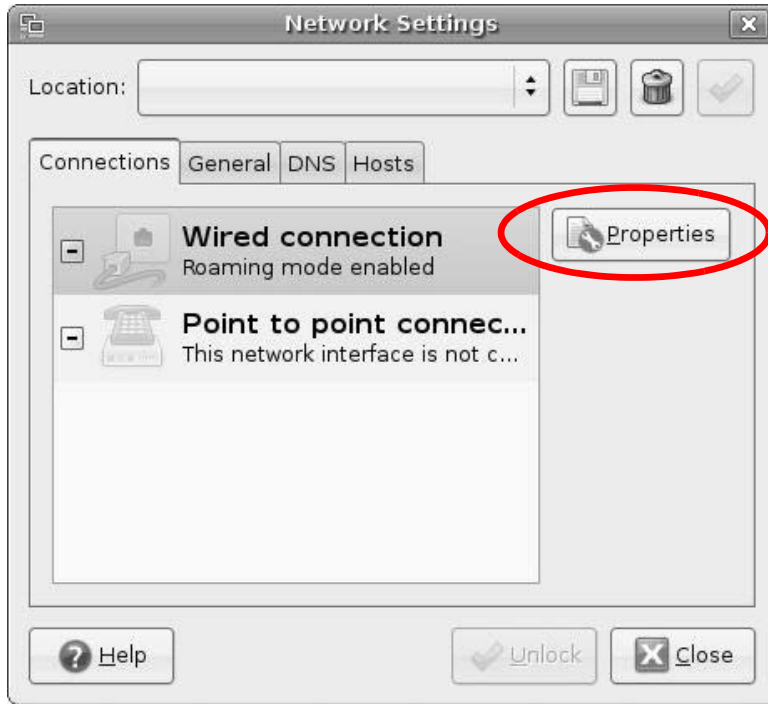 Network Settings
Location:
Connections General DNS Hosts
Wired connection
Roaming mode enabled
Properties
Point to point connec...
This network interface is not c...
Help Unlock Close